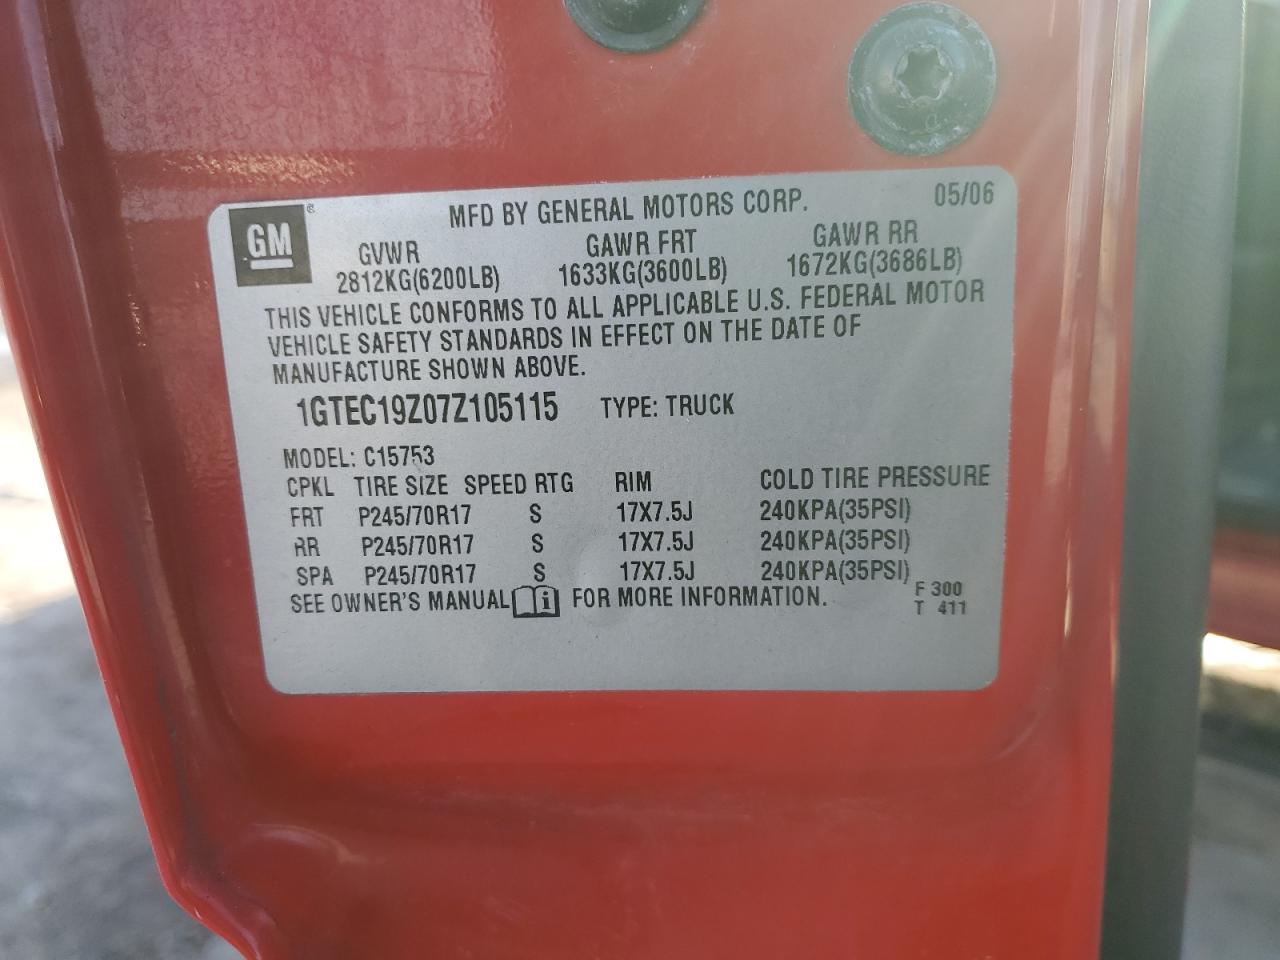 GM®
MFD BY GENERAL MOTORS CORP. 05/06
GVWR GAWR FRT GAWR RR
2812KG(6200LB) 1633KG(3600LB) 1672KG(3686LB)
THIS VEHICLE CONFORMS TO ALL APPLICABLE U.S. FEDERAL MOTOR
VEHICLE SAFETY STANDARDS IN EFFECT ON THE DATE OF
MANUFACTURE SHOWN ABOVE.
1GTEC19Z07Z105115 TYPE: TRUCK
MODEL: C15753
CPKL TIRE SIZE SPEED RTG RIM COLD TIRE PRESSURE
FRT P245/70R17 S 17X7.5J 240KPA(35PSI)
RR P245/70R17 S 17X7.5J 240KPA(35PSI)
SPA P245/70R17 S 17X7.5J 240KPA(35PSI)
SEE OWNER'S MANUAL i FOR MORE INFORMATION. F 300
T 411